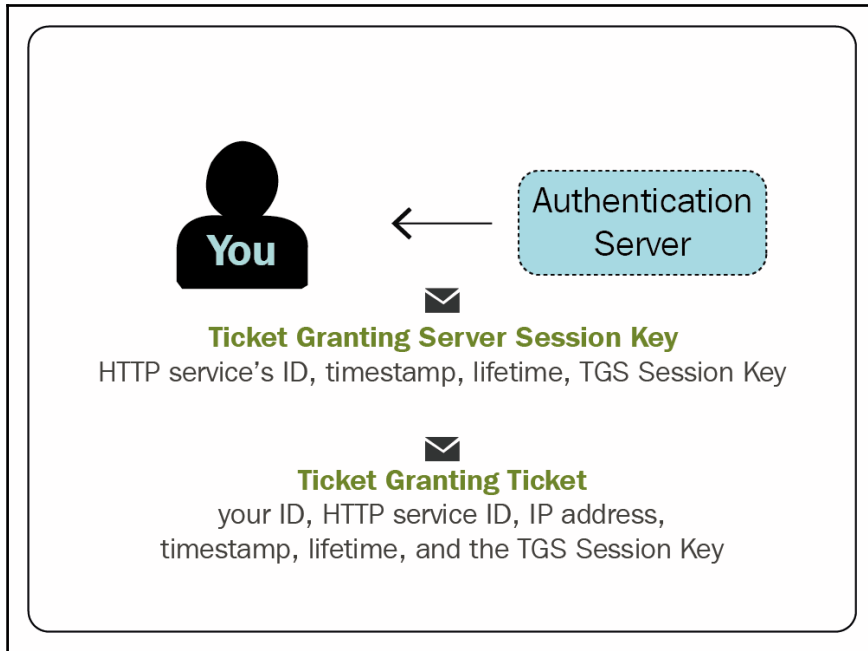 You
Authentication
Server
Ticket Granting Server Session Key
HTTP service's ID, timestamp, lifetime, TGS Session Key
Ticket Granting Ticket
your ID, HTTP service ID, IP address,
timestamp, lifetime, and the TGS Session Key